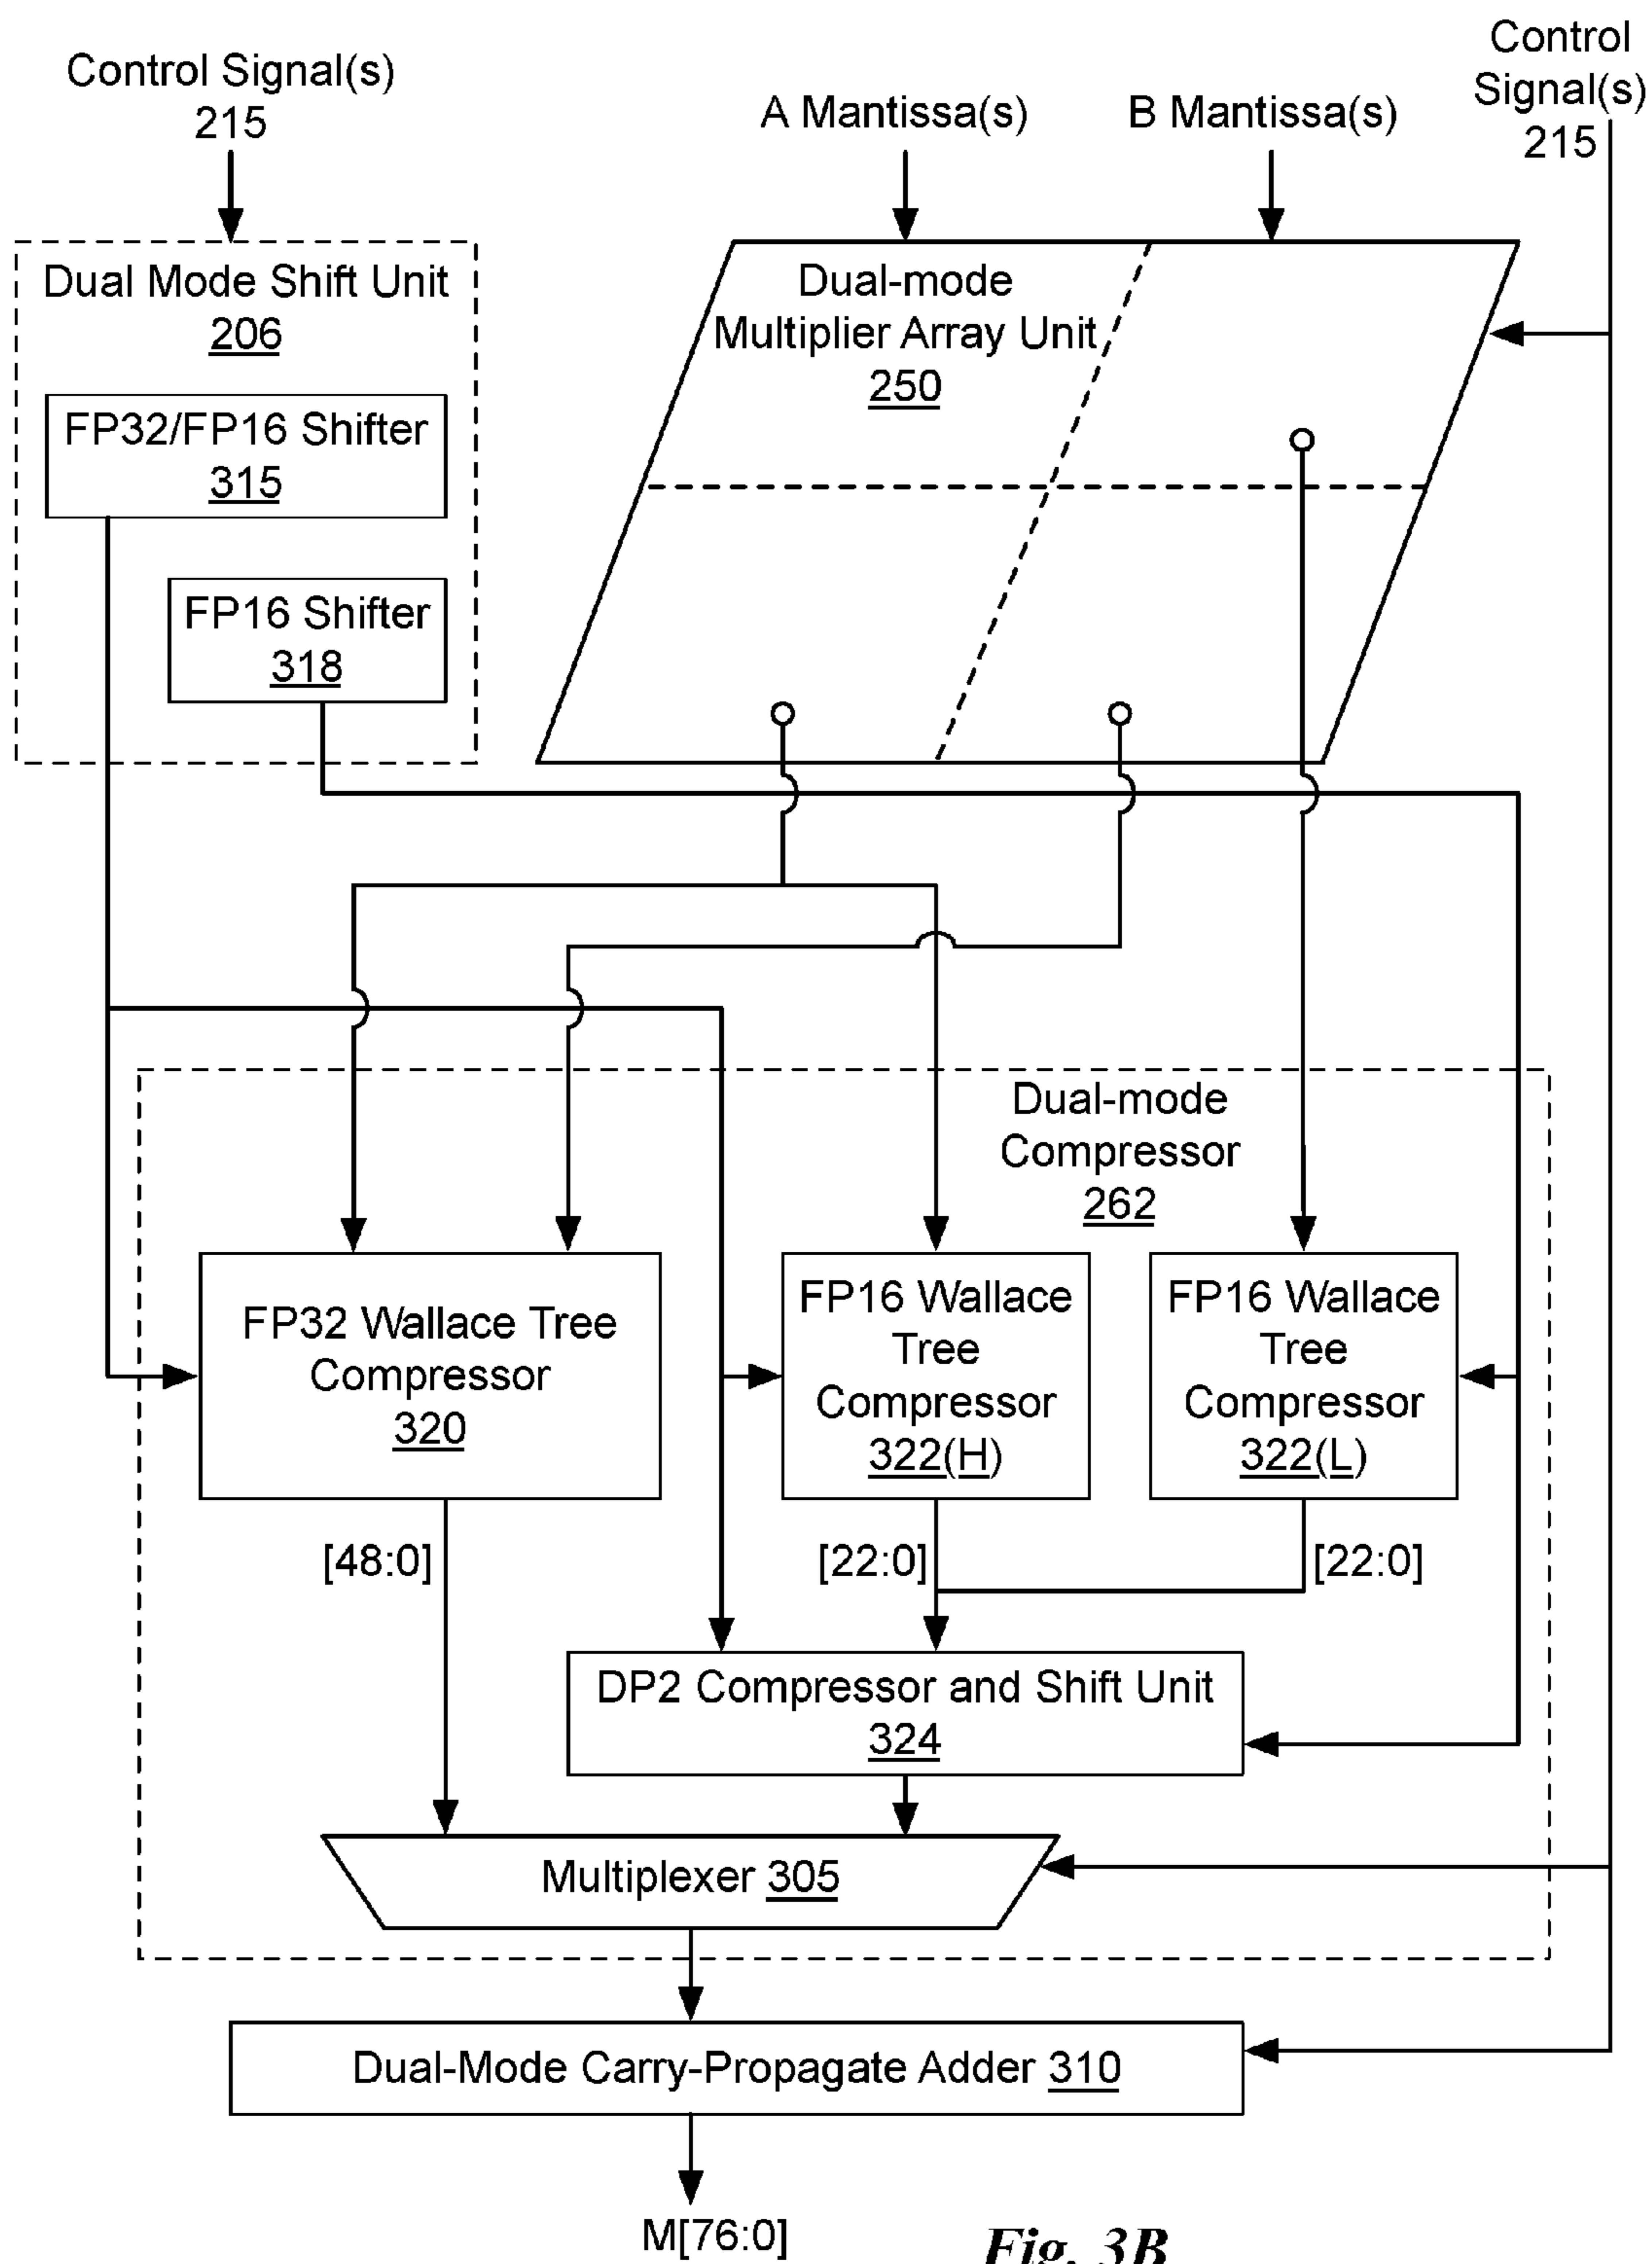 Control Signal(s)
215
A Mantissa(s)
B Mantissa(s)
Control
Signal(s)
215
Dual Mode Shift Unit
206
FP32/FP16 Shifter
315
FP16 Shifter
318
Dual-mode
Multiplier Array Unit
250
Dual-mode
Compressor
262
FP32 Wallace Tree
Compressor
320
FP16 Wallace
Tree
Compressor
322(H)
FP16 Wallace
Tree
Compressor
322(L)
[48:0]
[22:0]
[22:0]
DP2 Compressor and Shift Unit
324
Multiplexer 305
Dual-Mode Carry-Propagate Adder 310
M[76:0]
Fig. 3B